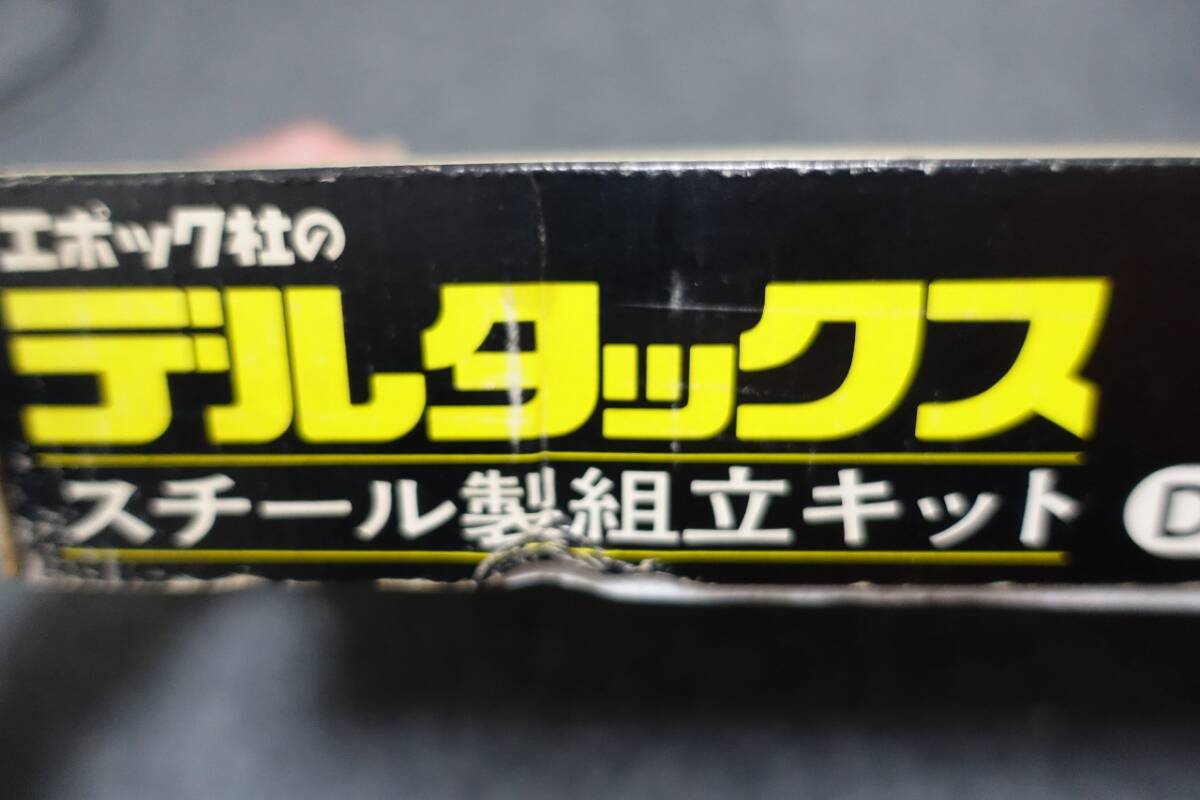 エポック社の
デルタックス
スチール製組立キット D